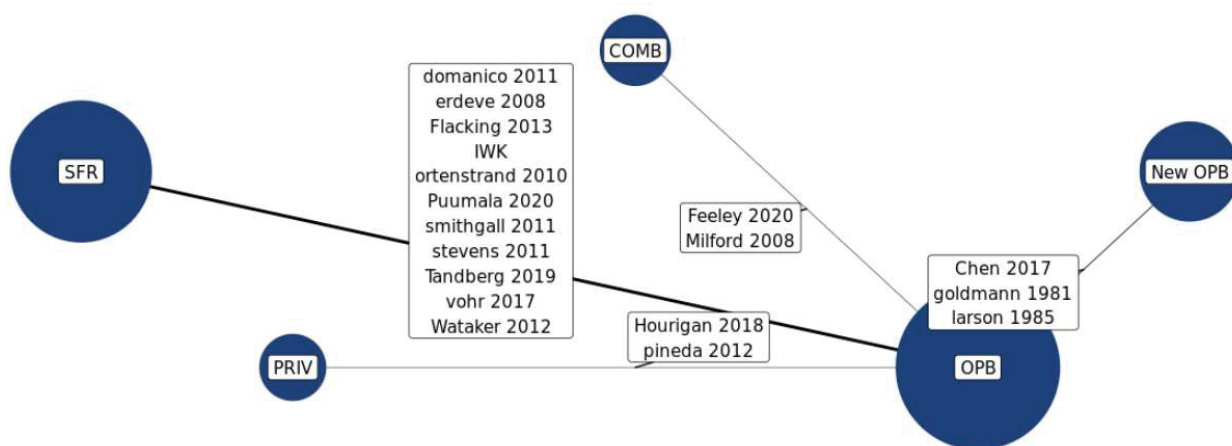 COMB
domanico 2011
erdeve 2008
Flacking 2013
IWK
ortenstrand 2010
Puumala 2020
smithgall 2011
stevens 2011
Tandberg 2019
vohr 2017
Wataker 2012
SFR
New OPB
Feeley 2020
Milford 2008
Chen 2017
goldmann 1981
larson 1985
Hourigan 2018
pineda 2012
PRIV
OPB